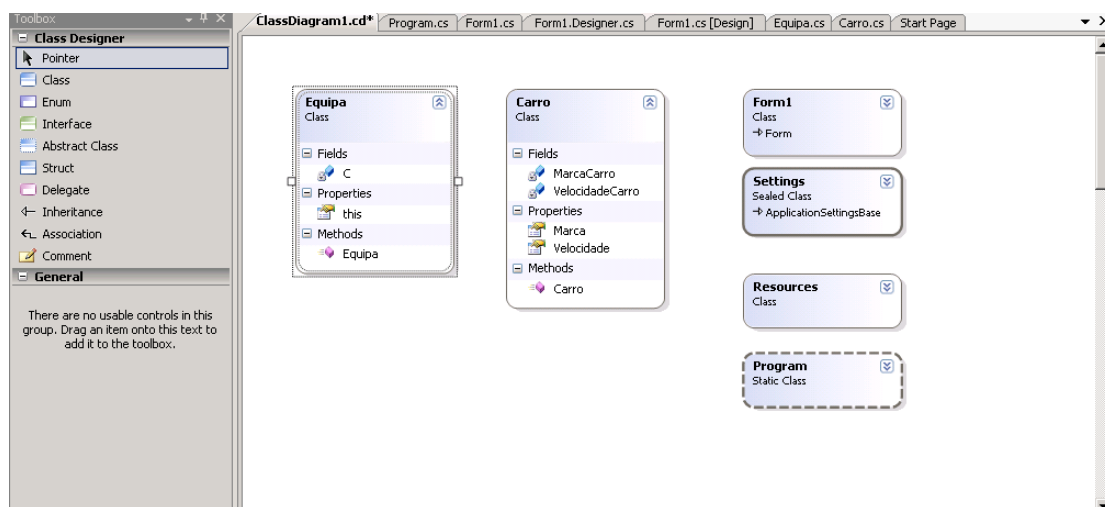 Toolbox
Class Designer
Pointer
Class
Enum
Interface
Abstract Class
Struct
Delegate
Inheritance
Association
Comment
General
There are no usable controls in this
group. Drag an item onto this text to
add it to the toolbox.
ClassDiagram1.cd* Program.cs Form1.cs Form1.Designer.cs Form1.cs [Design] Equipa.cs Carro.cs Start Page
Equipa
Class
Fields
C
Properties
this
Methods
Equipa
Carro
Class
Fields
MarcaCarro
VelocidadeCarro
Properties
Marca
Velocidade
Methods
Carro
Form1
Class
Form
Settings
Sealed Class
ApplicationSettingsBase
Resources
Class
Program
Static Class